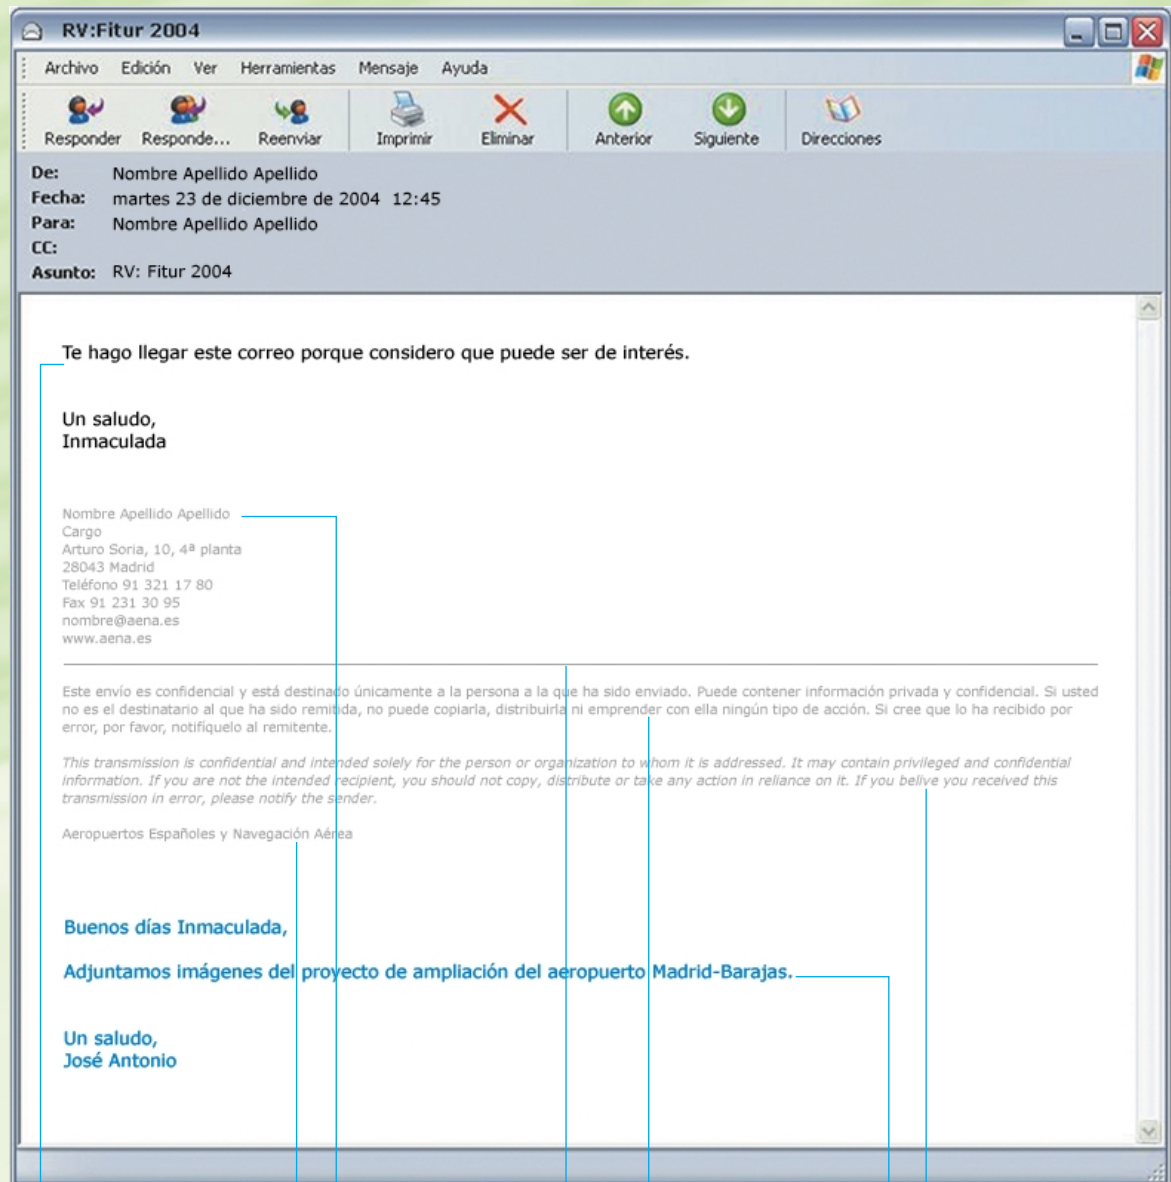 RV:Fitur 2004
Archivo Edición Ver Herramientas Mensaje Ayuda
Responder Responde... Reenviar Imprimir Eliminar Anterior Siguiente Direcciones
De: Nombre Apellido Apellido
Fecha: martes 23 de diciembre de 2004 12:45
Para: Nombre Apellido Apellido
CC:
Asunto: RV: Fitur 2004
Te hago llegar este correo porque considero que puede ser de interés.
Un saludo,
Inmaculada
Nombre Apellido Apellido
Cargo
Arturo Soria, 10, 4ª planta
28043 Madrid
Teléfono 91 321 17 80
Fax 91 231 30 95
nombre@aena.es
www.aena.es
Este envío es confidencial y está destinado únicamente a la persona a la que ha sido enviado. Puede contener información privada y confidencial. Si usted
no es el destinatario al que ha sido remitida, no puede copiarla, distribuirla ni emprender con ella ningún tipo de acción. Si cree que lo ha recibido por
error, por favor, notifíquelo al remitente.
This transmission is confidential and intended solely for the person or organization to whom it is addressed. It may contain privileged and confidential
information. If you are not the intended recipient, you should not copy, distribute or take any action in reliance on it. If you belive you received this
transmission in error, please notify the sender.
Aeropuertos Españoles y Navegación Aérea
Buenos días Inmaculada,
Adjuntamos imágenes del proyecto de ampliación del aeropuerto Madrid-Barajas.
Un saludo,
José Antonio